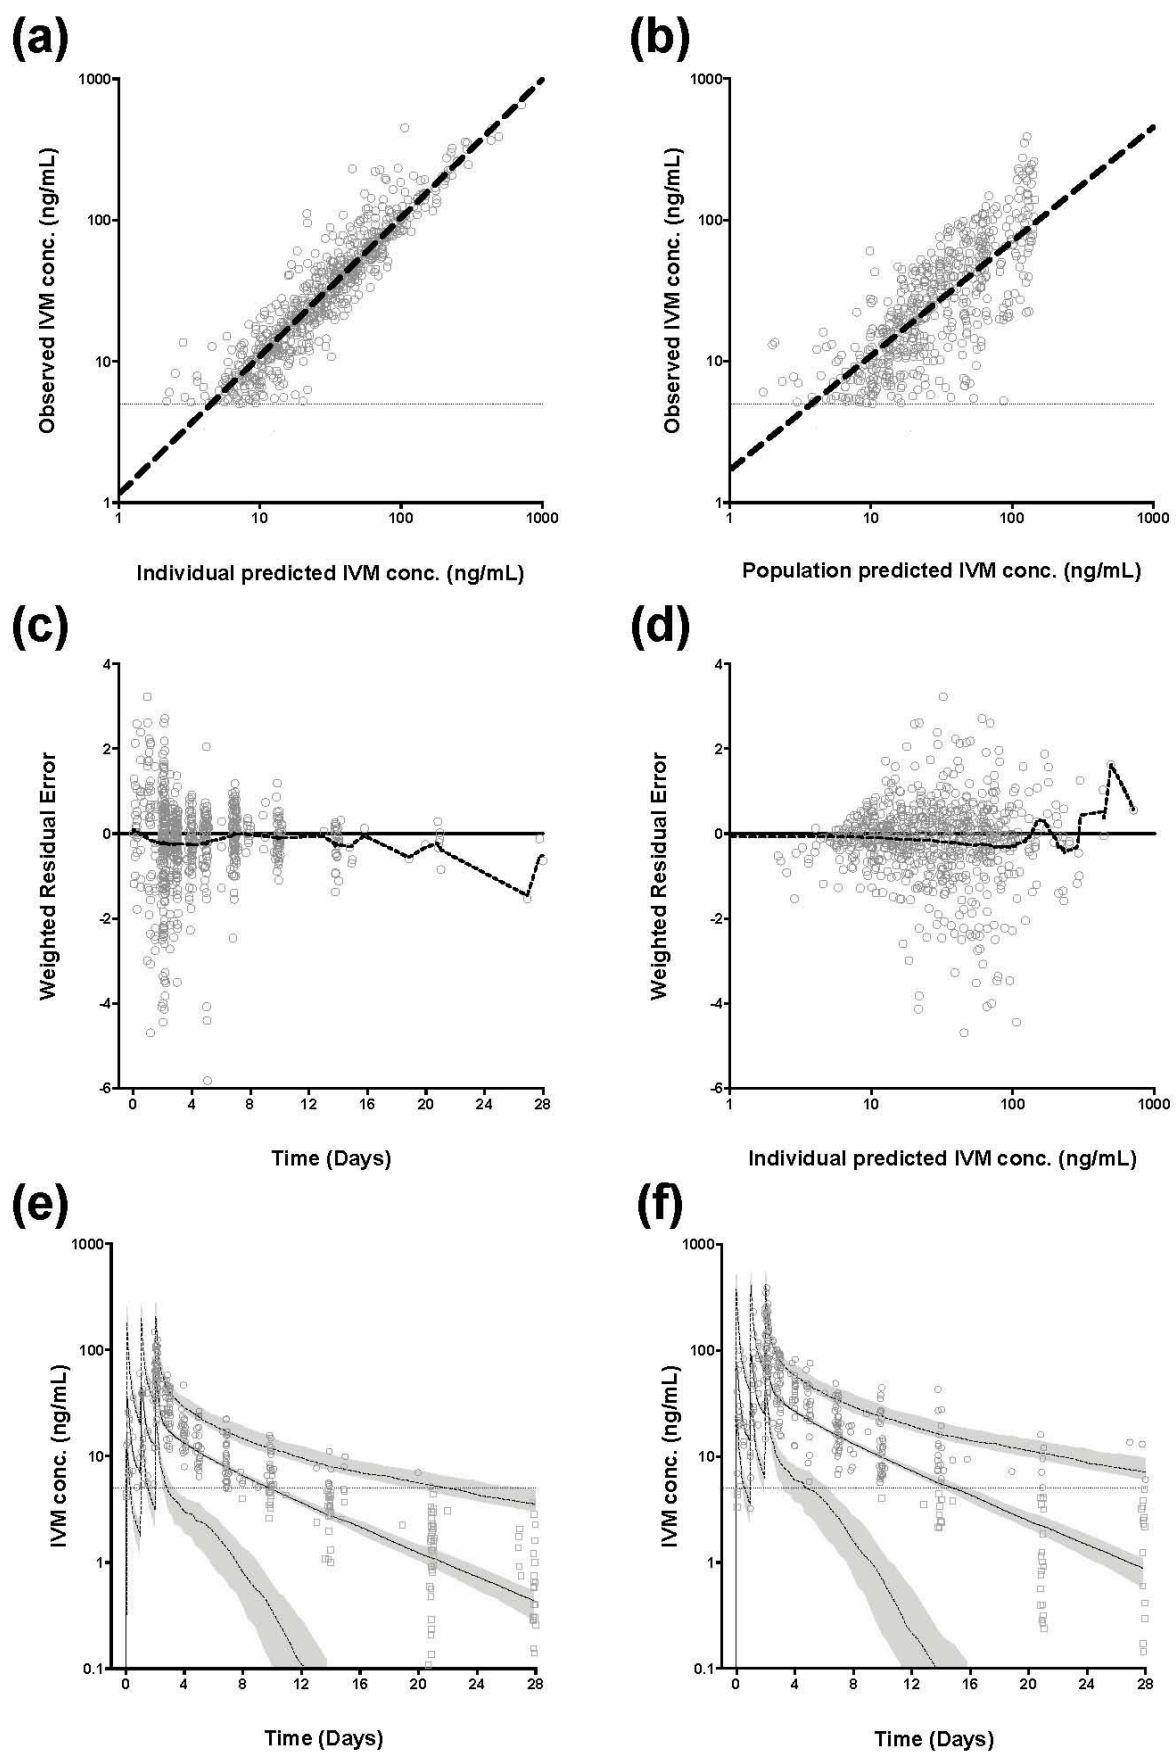 (a)
1000
100
10
1
Observed IVM conc. (ng/mL)
1 10 100 1000
Individual predicted IVM conc. (ng/mL)
(b)
1000
100
10
1
Observed IVM conc. (ng/mL)
1 10 100 1000
Population predicted IVM conc. (ng/mL)
(c)
4
2
0
-2
-4
-6
Weighted Residual Error
0 4 8 12 16 20 24 28
Time (Days)
(d)
4
2
0
-2
-4
-6
Weighted Residual Error
1 10 100 1000
Individual predicted IVM conc. (ng/mL)
(e)
1000
100
10
1
0.1
IVM conc. (ng/mL)
0 4 8 12 16 20 24 28
Time (Days)
(f)
1000
100
10
1
0.1
IVM conc. (ng/mL)
0 4 8 12 16 20 24 28
Time (Days)